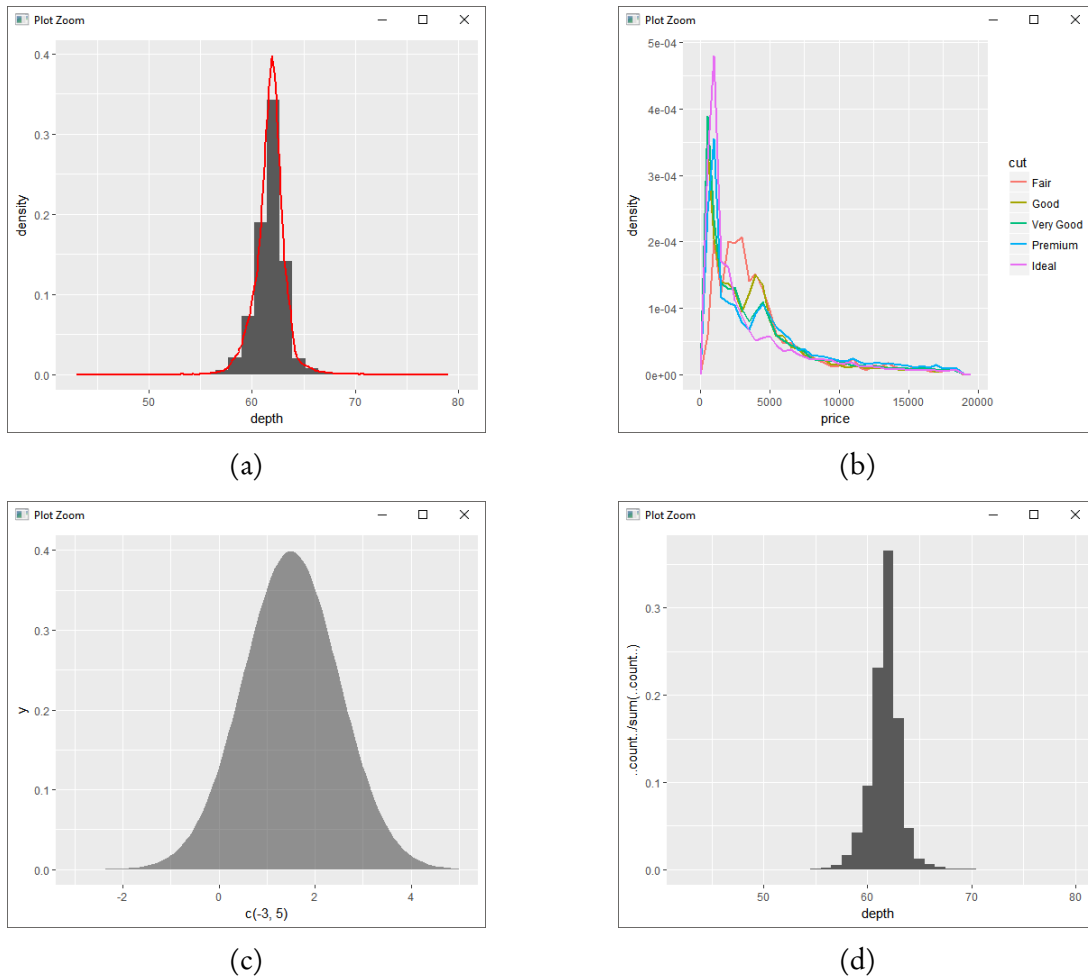 Plot Zoom
0.4
0.3
0.2
0.1
0.0
density
50 60 70 80
depth
(a)
Plot Zoom
5e-04
4e-04
3e-04
2e-04
1e-04
0e+00
density
0 5000 10000 15000 20000
price
cut
Fair
Good
Very Good
Premium
Ideal
(b)
Plot Zoom
0.4
0.3
0.2
0.1
0.0
y
-2 0 2 4
c(-3, 5)
(c)
Plot Zoom
0.3
0.2
0.1
0.0
..count../sum(..count..)
50 60 70 80
depth
(d)